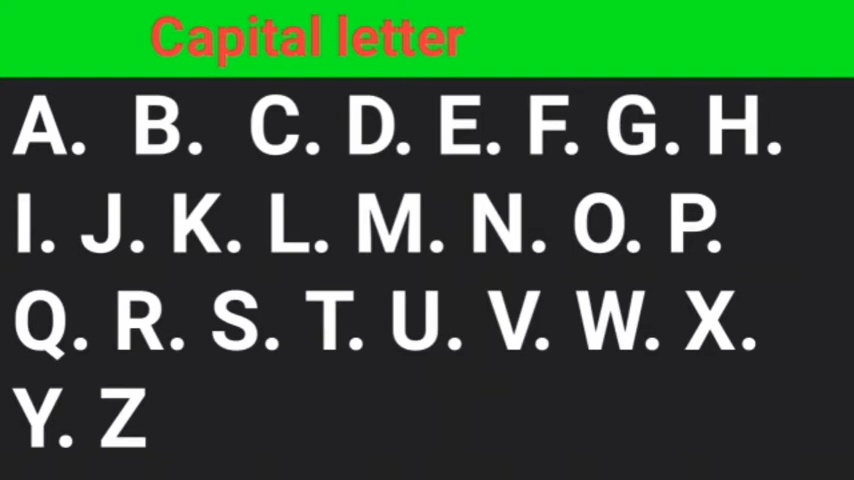 Capital letter
A. B. C. D. E. F. G. H.
I. J. K. L. M. N. O. P.
Q. R. S. T. U. V. W. X.
Y. Z